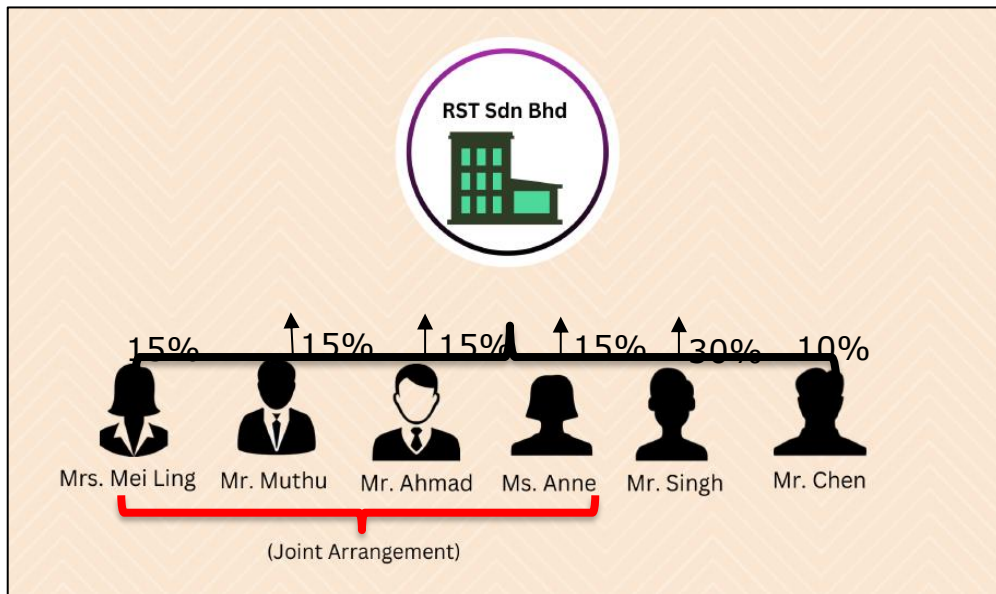 RST Sdn Bhd
15% 15% 15% 15% 30% 10%
Mrs. Mei Ling Mr. Muthu Mr. Ahmad Ms. Anne Mr. Singh Mr. Chen
(Joint Arrangement)